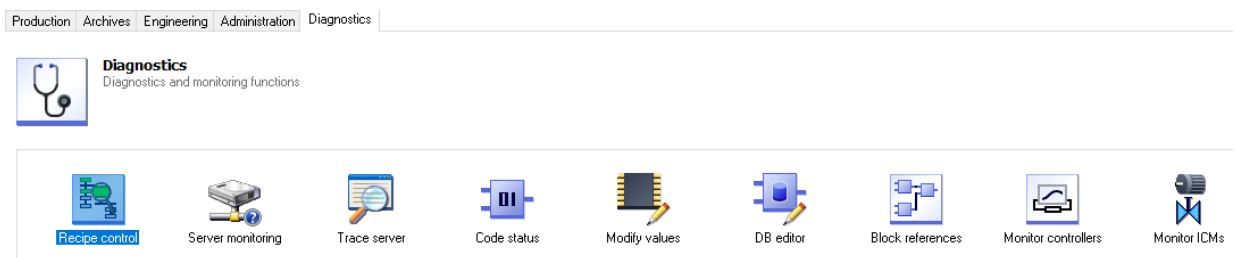 Production Archives Engineering Administration Diagnostics
Diagnostics
Diagnostics and monitoring functions
Recipe control Server monitoring Trace server Code status Modify values DB editor Block references Monitor controllers Monitor ICMs